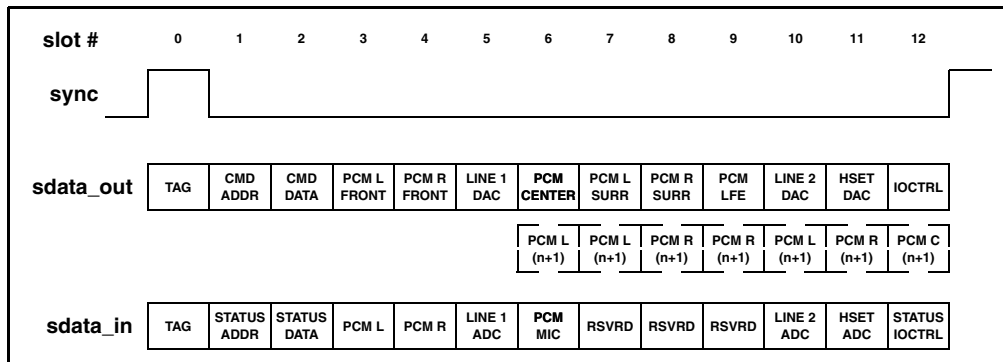 slot # 0 1 2 3 4 5 6 7 8 9 10 11 12
sync
sdata_out TAG CMD ADDR CMD DATA PCM L FRONT PCM R FRONT LINE 1 DAC PCM CENTER PCM L SURR PCM R SURR PCM LFE LINE 2 DAC HSET DAC IOCTRL
PCM L (n+1) PCM L (n+1) PCM R (n+1) PCM R (n+1) PCM L (n+1) PCM R (n+1) PCM C (n+1)
sdata_in TAG STATUS ADDR STATUS DATA PCM L PCM R LINE 1 ADC PCM MIC RSVRD RSVRD RSVRD LINE 2 ADC HSET ADC STATUS IOCTRL